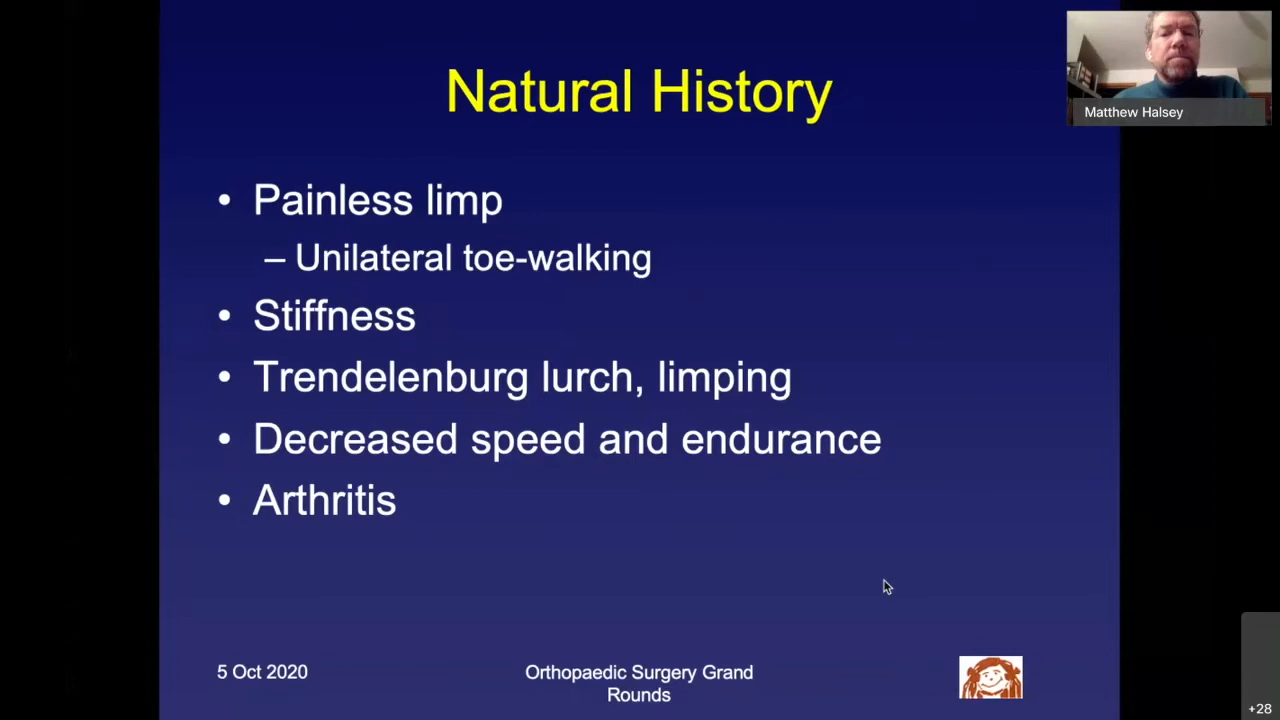 Natural History
Matthew Halsey
• Painless limp
– Unilateral toe-walking
• Stiffness
• Trendelenburg lurch, limping
• Decreased speed and endurance
• Arthritis
5 Oct 2020
Orthopaedic Surgery Grand
Rounds
+28